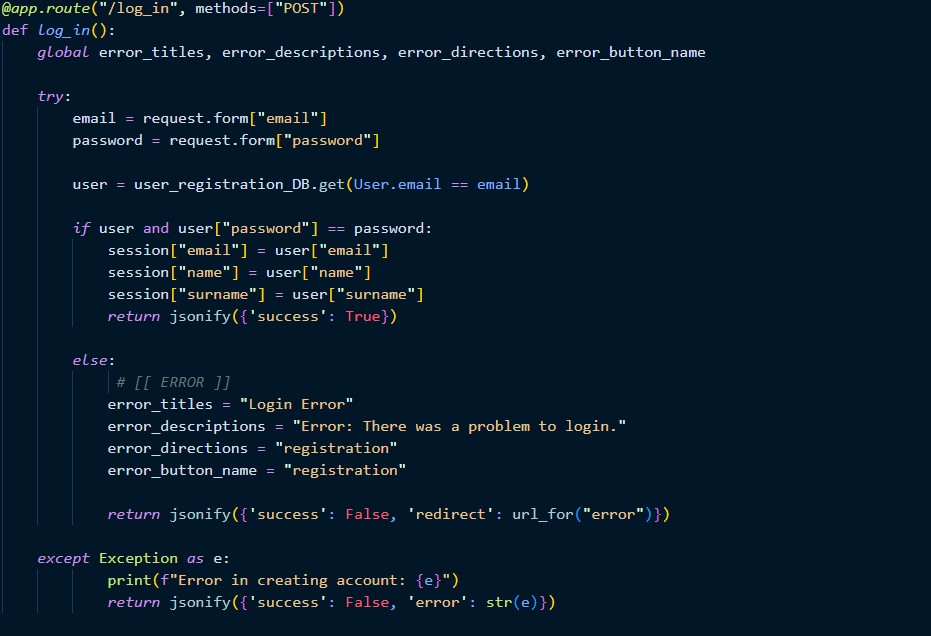 @app.route("/log_in", methods=["POST"])
def log_in():
    global error_titles, error_descriptions, error_directions, error_button_name
    try:
        email = request.form["email"]
        password = request.form["password"]
        user = user_registration_DB.get(User.email == email)
        if user and user["password"] == password:
            session["email"] = user["email"]
            session["name"] = user["name"]
            session["surname"] = user["surname"]
            return jsonify({'success': True})
        else:
             # [[ ERROR ]]
            error_titles = "Login Error"
            error_descriptions = "Error: There was a problem to login."
            error_directions = "registration"
            error_button_name = "registration"
            return jsonify({'success': False, 'redirect': url_for("error")})
    except Exception as e:
            print(f"Error in creating account: {e}")
            return jsonify({'success': False, 'error': str(e)})